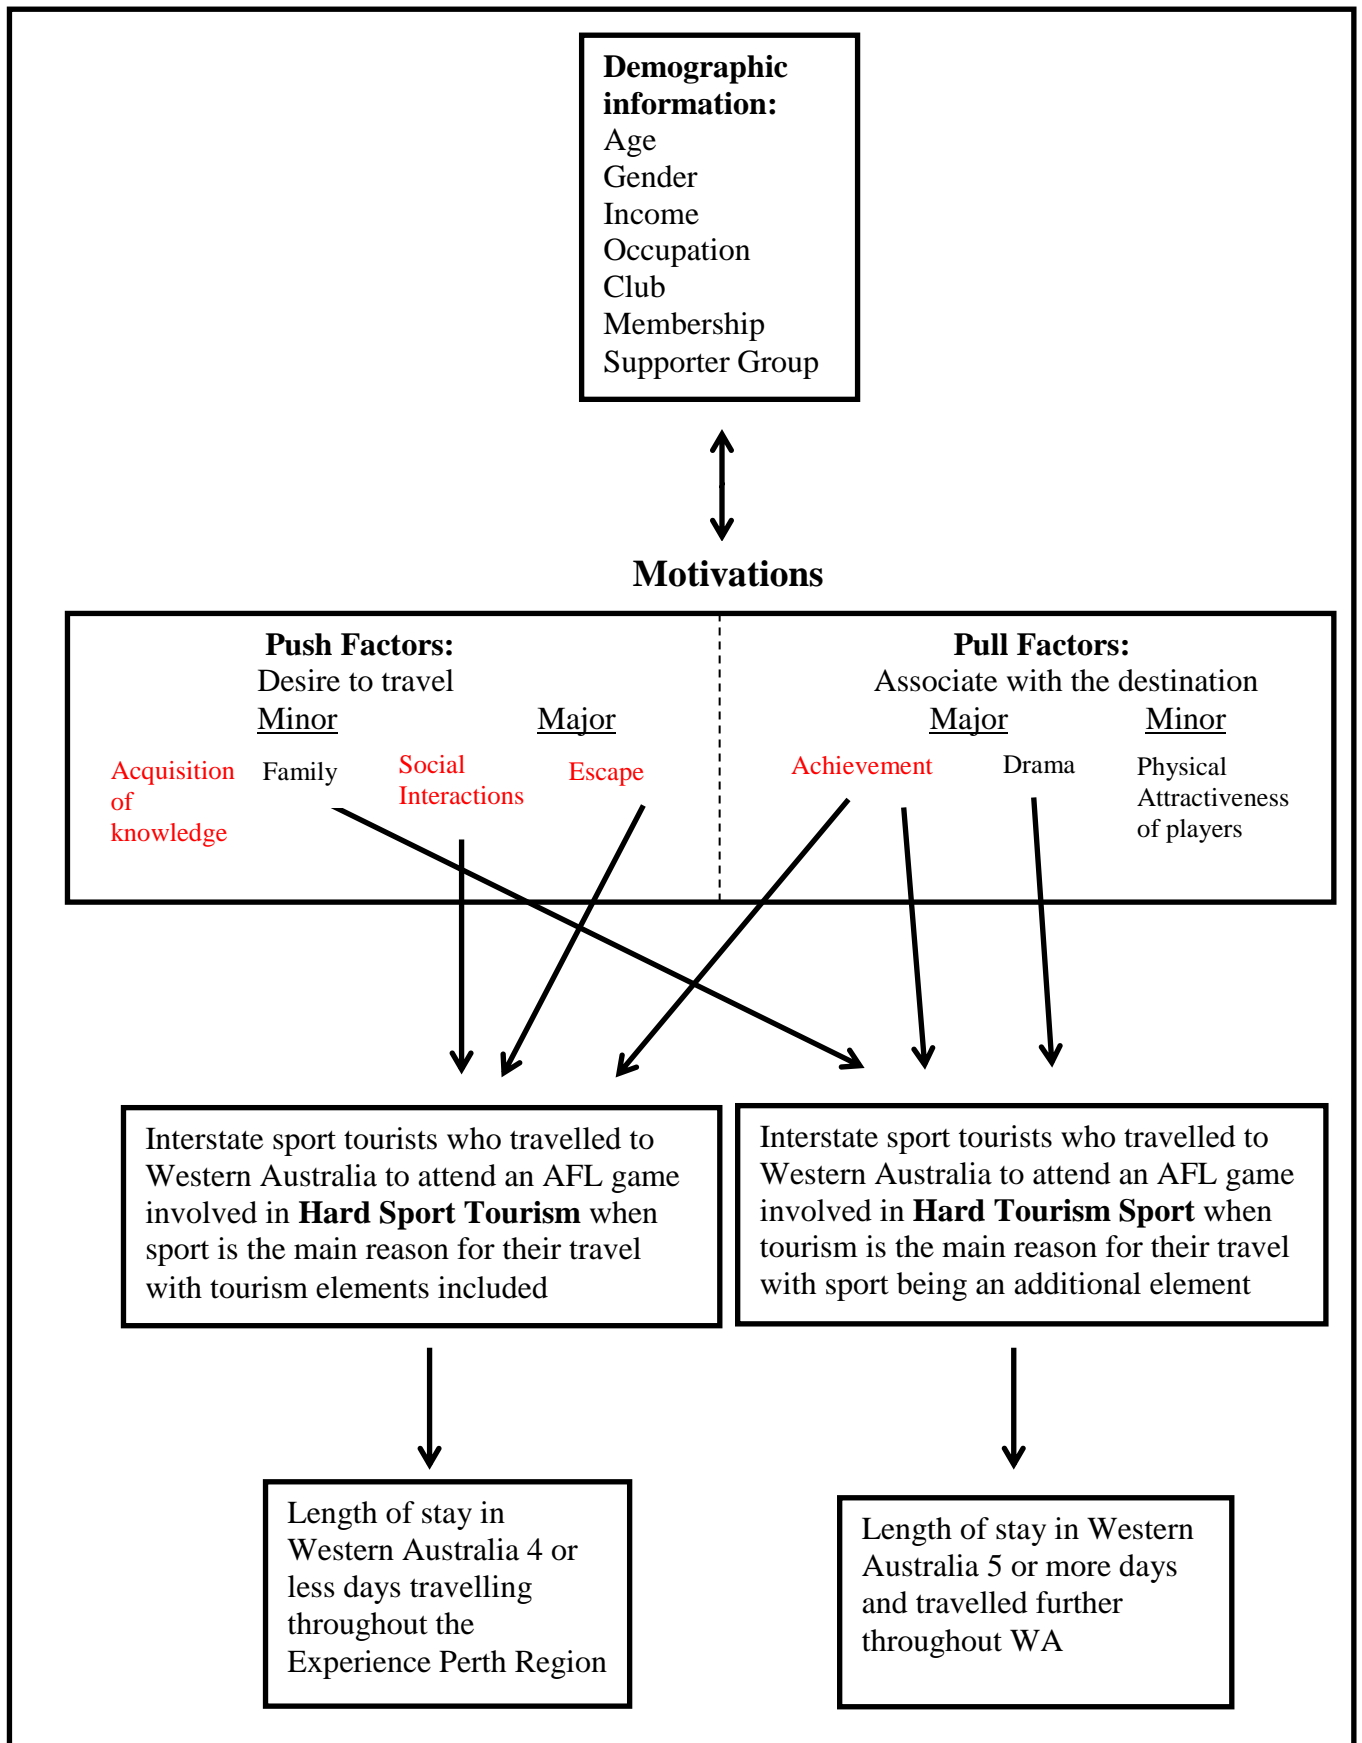 Demographic
information:
Age
Gender
Income
Occupation
Club
Membership
Supporter Group
Motivations
Push Factors:
Desire to travel
Minor
Major
Acquisition
of
knowledge
Family
Social
Interactions
Escape
Pull Factors:
Associate with the destination
Major
Minor
Achievement
Drama
Physical
Attractiveness
of players
Interstate sport tourists who travelled to
Western Australia to attend an AFL game
involved in Hard Sport Tourism when
sport is the main reason for their travel
with tourism elements included
Interstate sport tourists who travelled to
Western Australia to attend an AFL game
involved in Hard Tourism Sport when
tourism is the main reason for their travel
with sport being an additional element
Length of stay in
Western Australia 4 or
less days travelling
throughout the
Experience Perth Region
Length of stay in Western
Australia 5 or more days
and travelled further
throughout WA